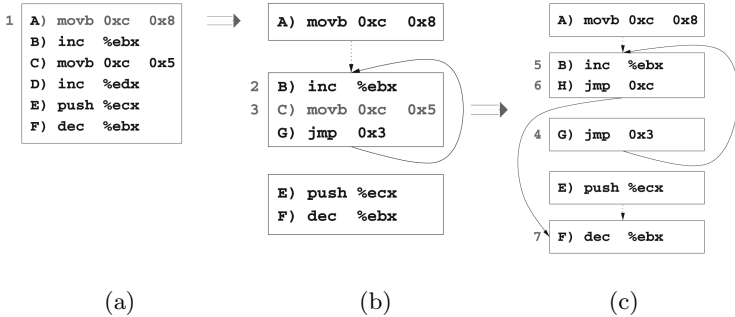 1 A) movb 0xc 0x8
B) inc %ebx
C) movb 0xc 0x5
D) inc %edx
E) push %ecx
F) dec %ebx
(a)
A) movb 0xc 0x8
2 B) inc %ebx
3 C) movb 0xc 0x5
G) jmp 0x3
E) push %ecx
F) dec %ebx
(b)
A) movb 0xc 0x8
5 B) inc %ebx
6 H) jmp 0xc
4 G) jmp 0x3
E) push %ecx
7 F) dec %ebx
(c)